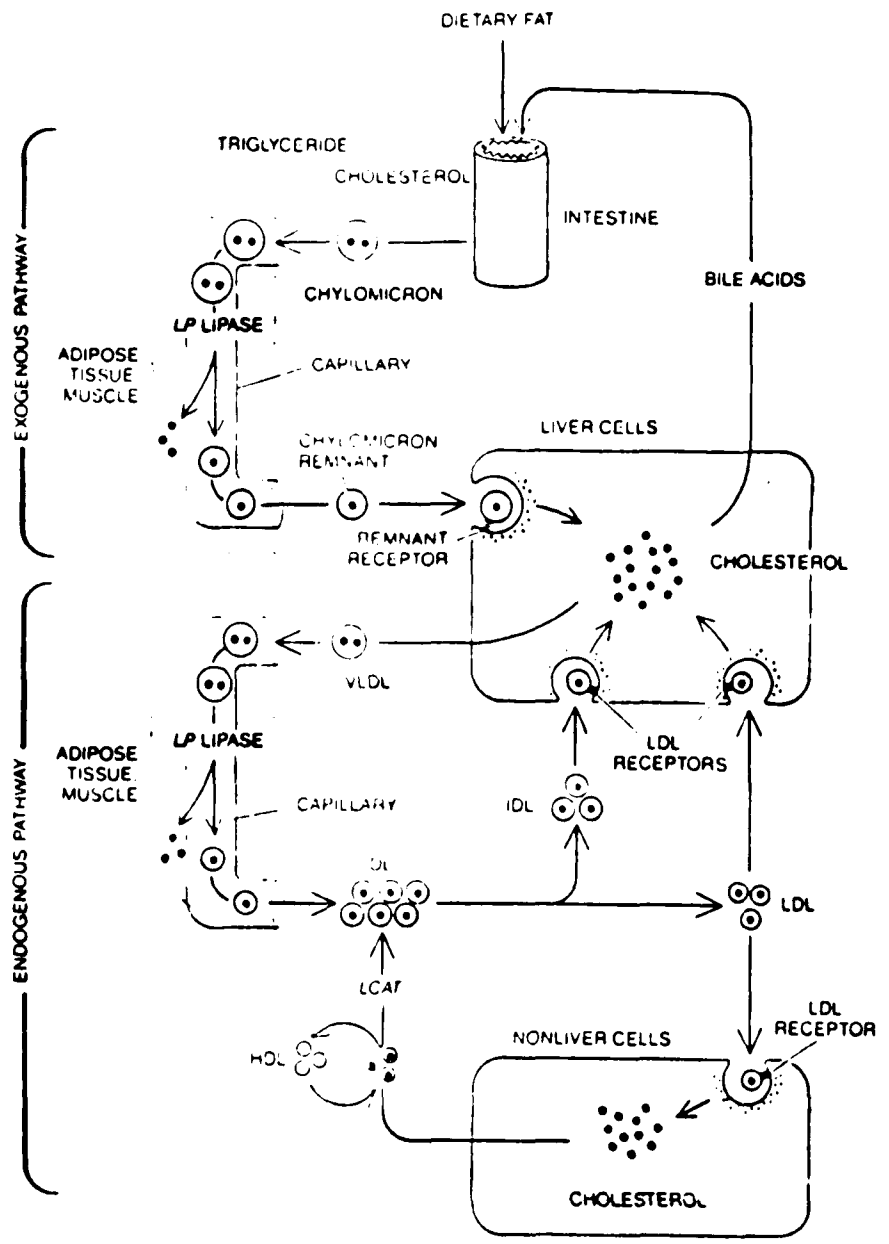 DIETARY FAT
TRIGLYCERIDE
CHOLESTEROL
INTESTINE
EXOGENOUS PATHWAY
CHYLOMICRON
BILE ACIDS
LP LIPASE
ADIPOSE
TISSUE
MUSCLE
CAPILLARY
LIVER CELLS
CHYLOMICRON
REMNANT
REMNANT
RECEPTOR
CHOLESTEROL
ENDOGENOUS PATHWAY
VLDL
LP LIPASE
ADIPOSE
TISSUE
MUSCLE
LDL
RECEPTORS
CAPILLARY
IDL
LDL
LCAT
HDL
NONLIVER CELLS
LDL
RECEPTOR
CHOLESTEROL